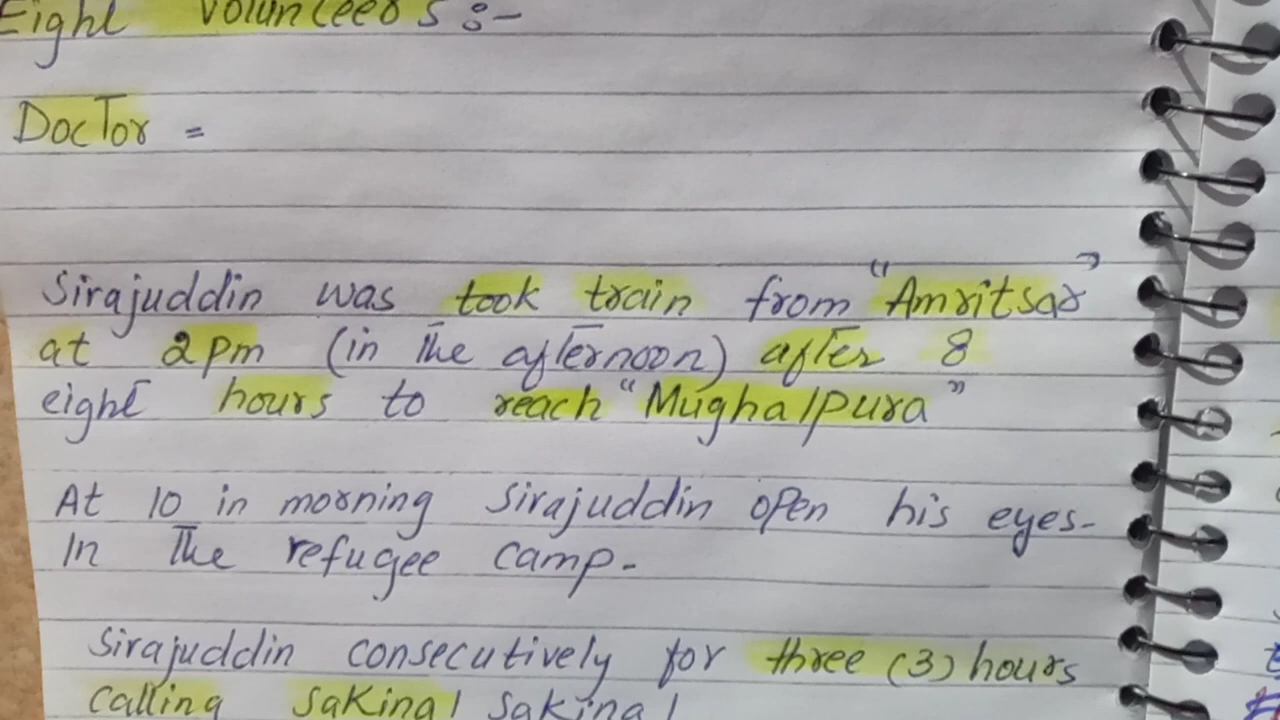 Eight Volunteers :-
Doctor =
Sirajuddin was took train from "Amritsar"
at 2pm (in the afternoon) after 8
eight hours to reach "Mughalpura"
At 10 in morning Sirajuddin open his eyes.
In the refugee camp.
Sirajuddin consecutively for three (3) hours
calling Sakina! Sakina!